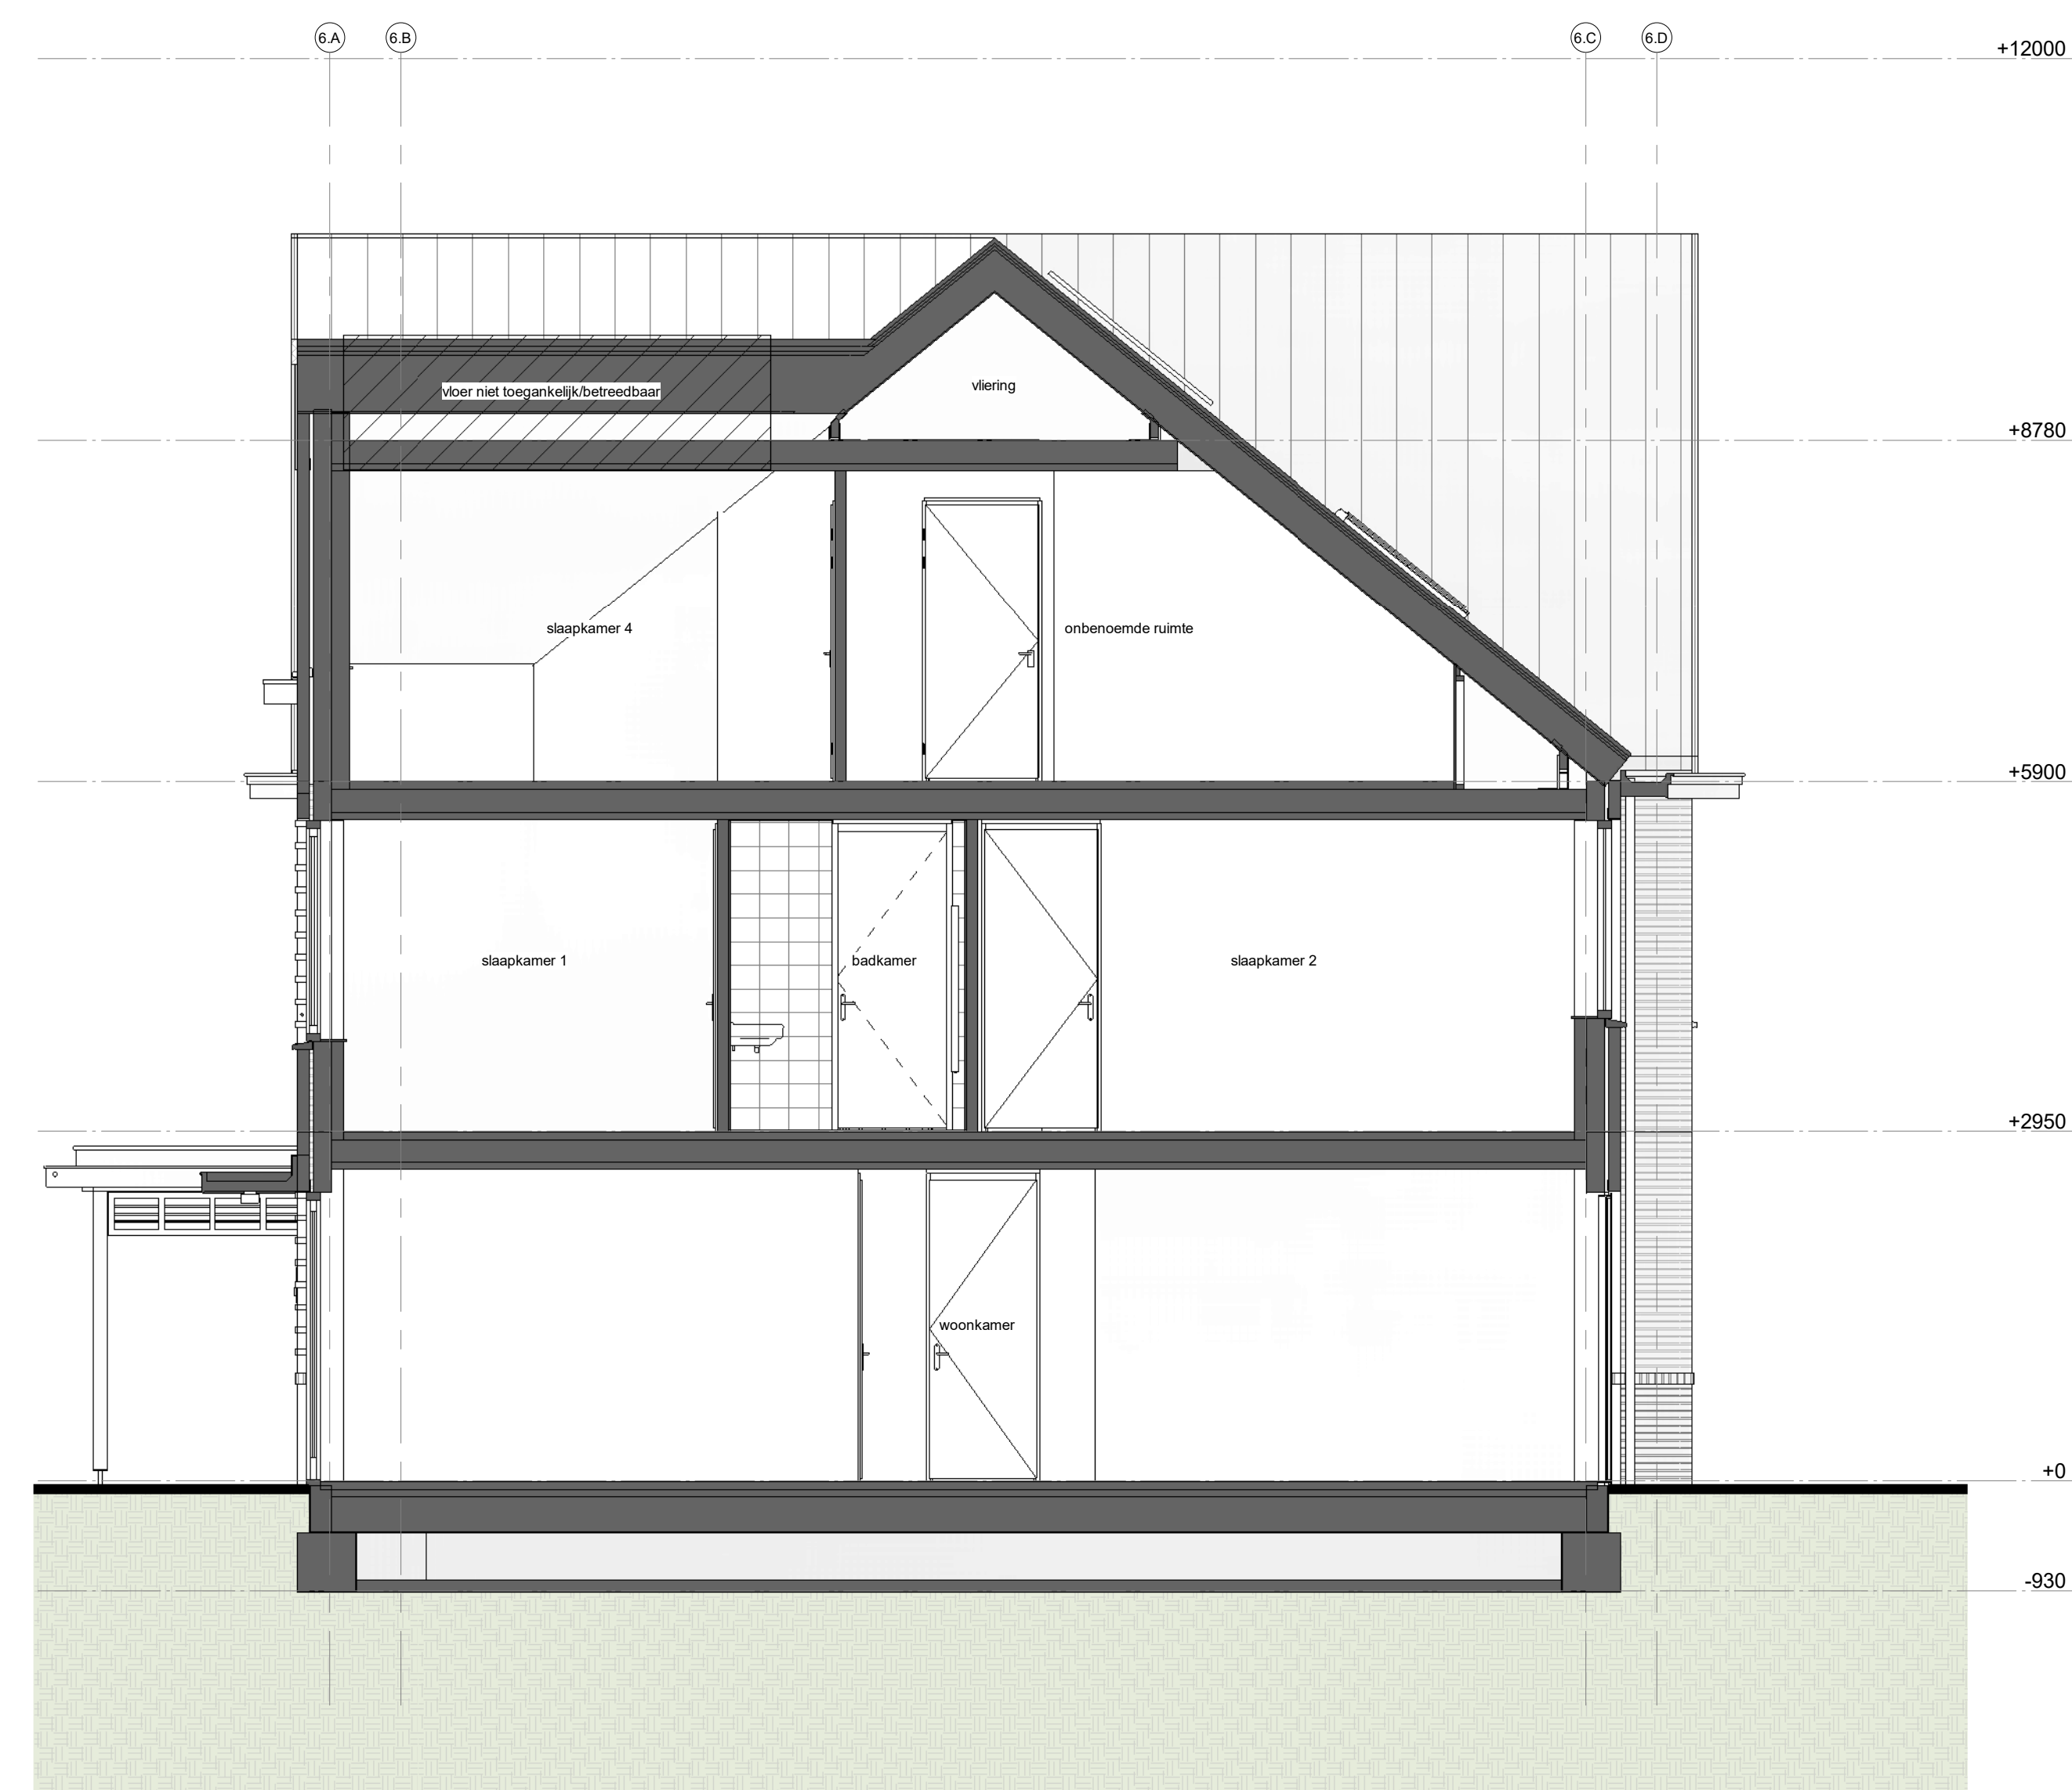 6.A
6.B
6.C
6.D
+12000
vloer niet toegankelijk/betreedbaar
vliering
+8780
slaapkamer 4
onbenoemde ruimte
+5900
slaapkamer 1
badkamer
slaapkamer 2
+2950
woonkamer
+0
-930